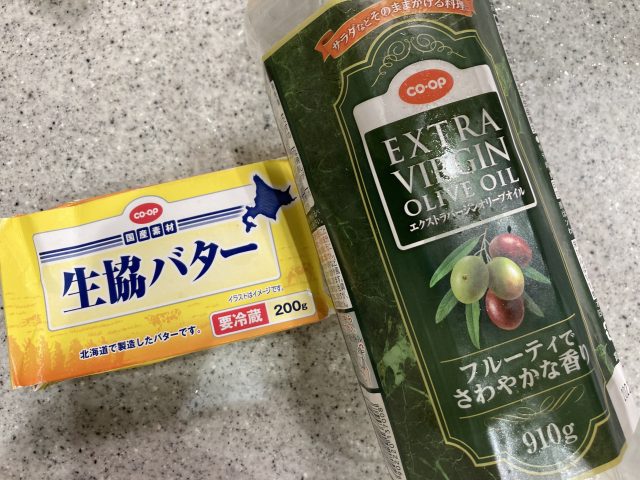 CO・OP
国産素材
生協バター
イラストはイメージです。
要冷蔵
200g
北海道で製造したバターです。
サラダなどそのままかける料理
CO・OP
EXTRA
VIRGIN
OLIVE OIL
エクストラバージンオリーブオイル
フルーティで
さわやかな香り
910g